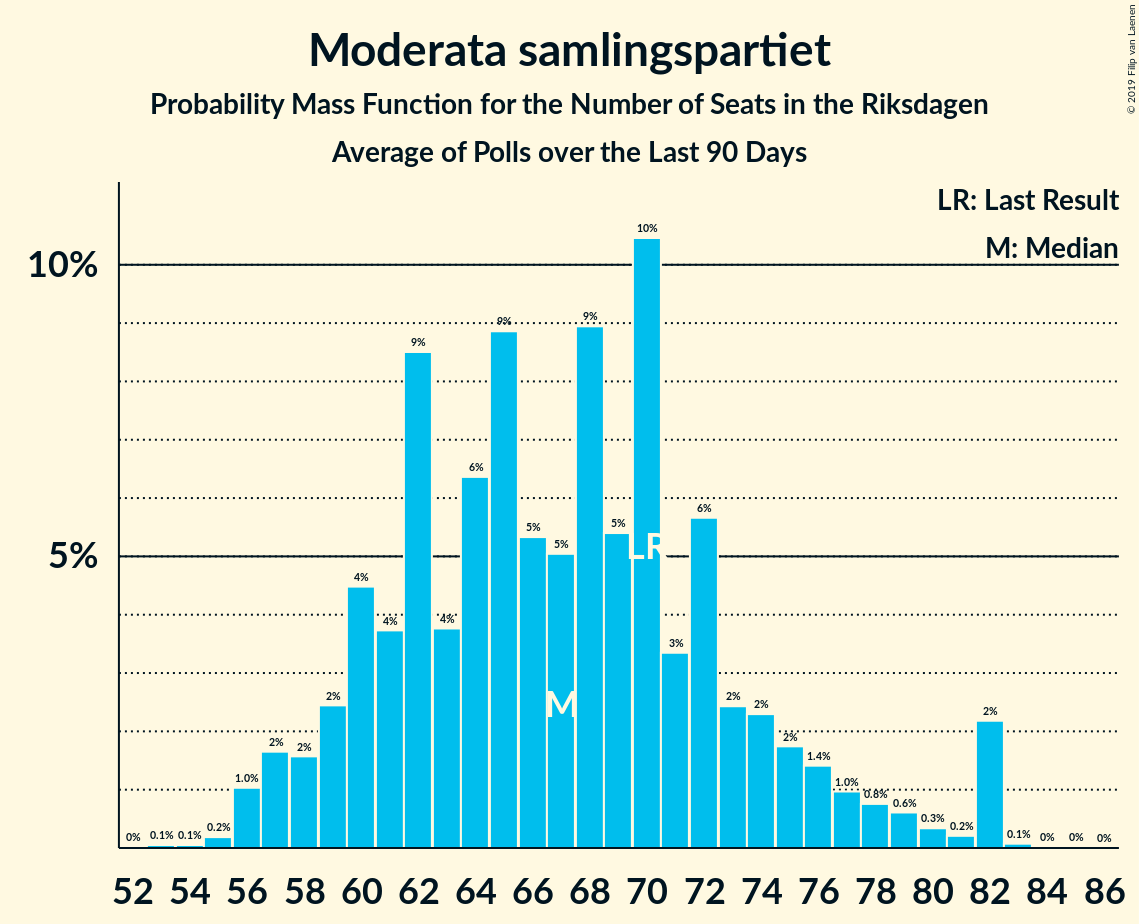 Moderata samlingspartiet
Probability Mass Function for the Number of Seats in the Riksdagen
Average of Polls over the Last 90 Days
© 2019 Filip van Laenen
LR: Last Result
M: Median
10%
5%
0% 0.1% 0.1% 0.2% 1.0% 2% 2% 2% 4% 4% 9% 4% 6% 9% 5% 5% 9% 5% 10% 3% 6% 2% 2% 2% 1.4% 1.0% 0.8% 0.6% 0.3% 0.2% 2% 0.1% 0% 0% 0%
LR
M
52 54 56 58 60 62 64 66 68 70 72 74 76 78 80 82 84 86